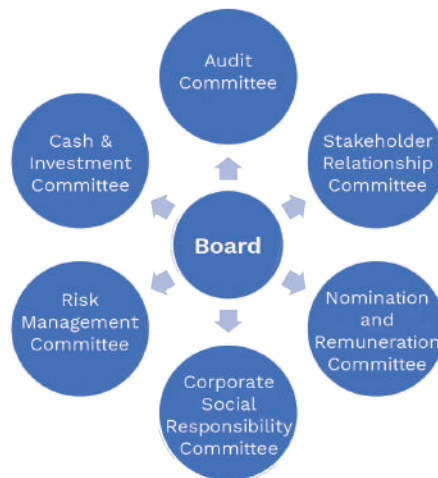 Audit
Committee
Cash &
Investment
Committee
Stakeholder
Relationship
Committee
Board
Risk
Management
Committee
Nomination
and
Remuneration
Committee
Corporate
Social
Responsibility
Committee